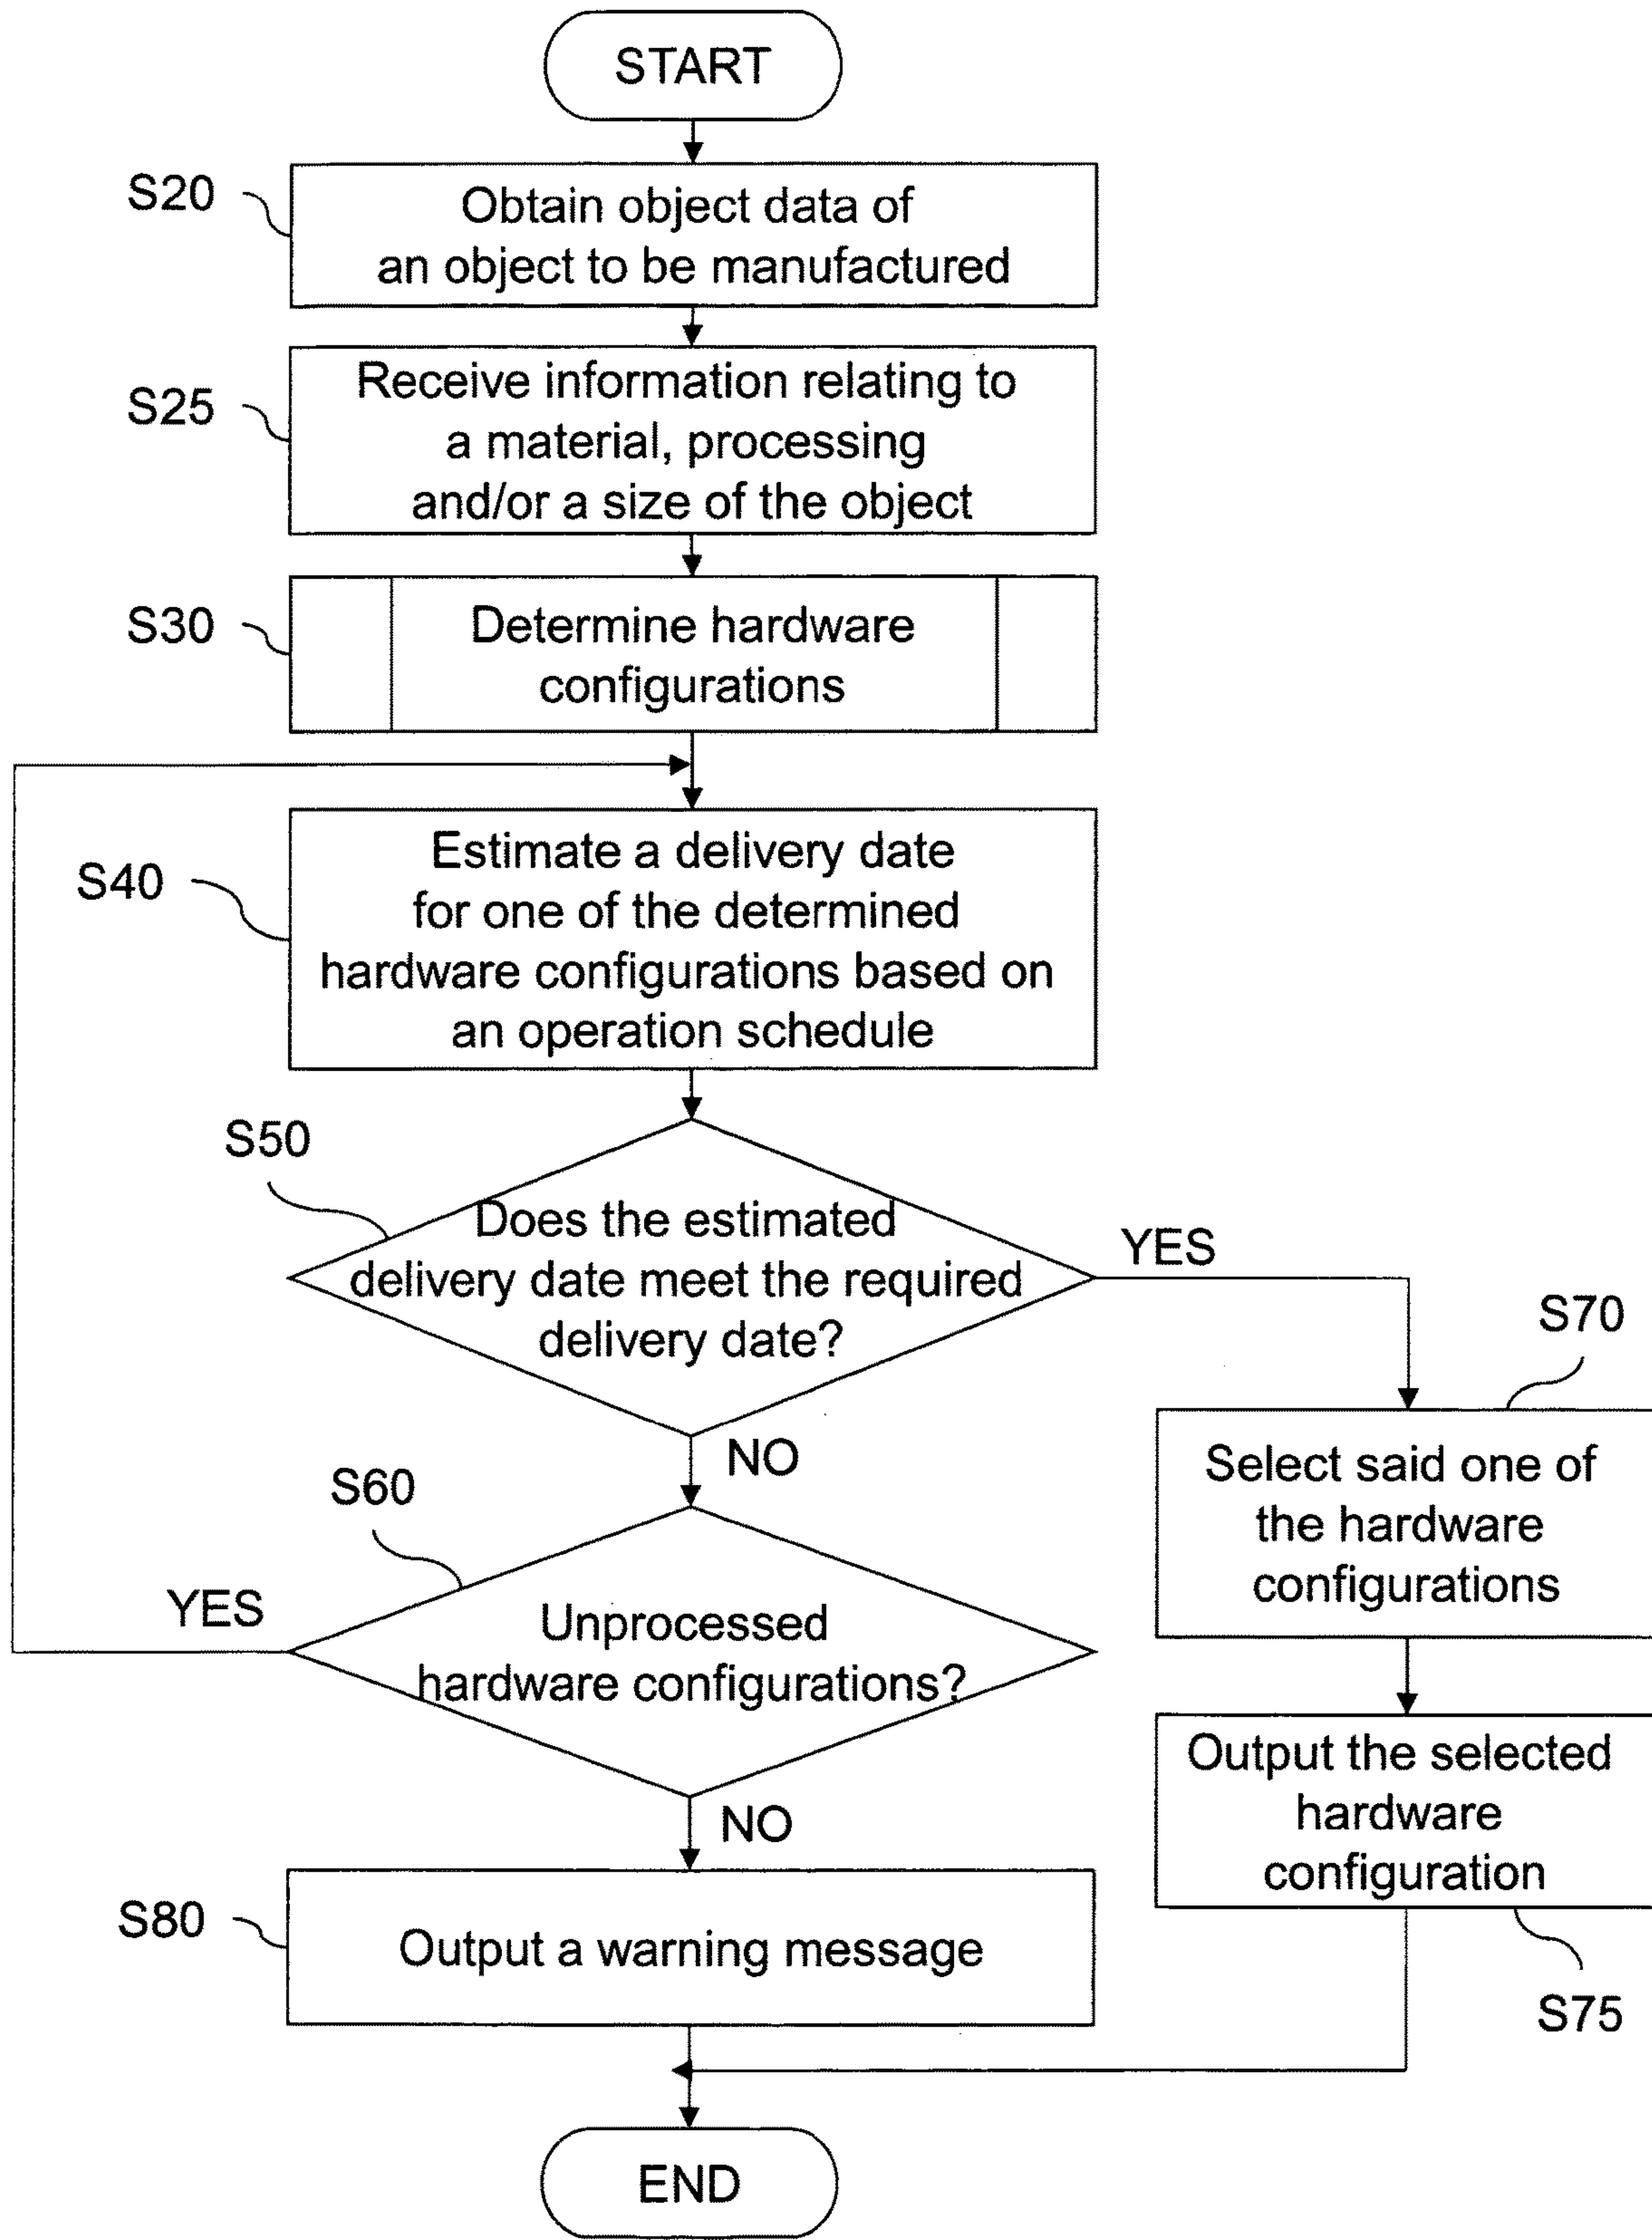 START
S20
Obtain object data of
an object to be manufactured
S25
Receive information relating to
a material, processing
and/or a size of the object
S30
Determine hardware
configurations
S40
Estimate a delivery date
for one of the determined
hardware configurations based on
an operation schedule
S50
Does the estimated
delivery date meet the required
delivery date?
YES
NO
S70
Select said one of
the hardware
configurations
S60
Unprocessed
hardware configurations?
YES
NO
Output the selected
hardware
configuration
S75
S80
Output a warning message
END